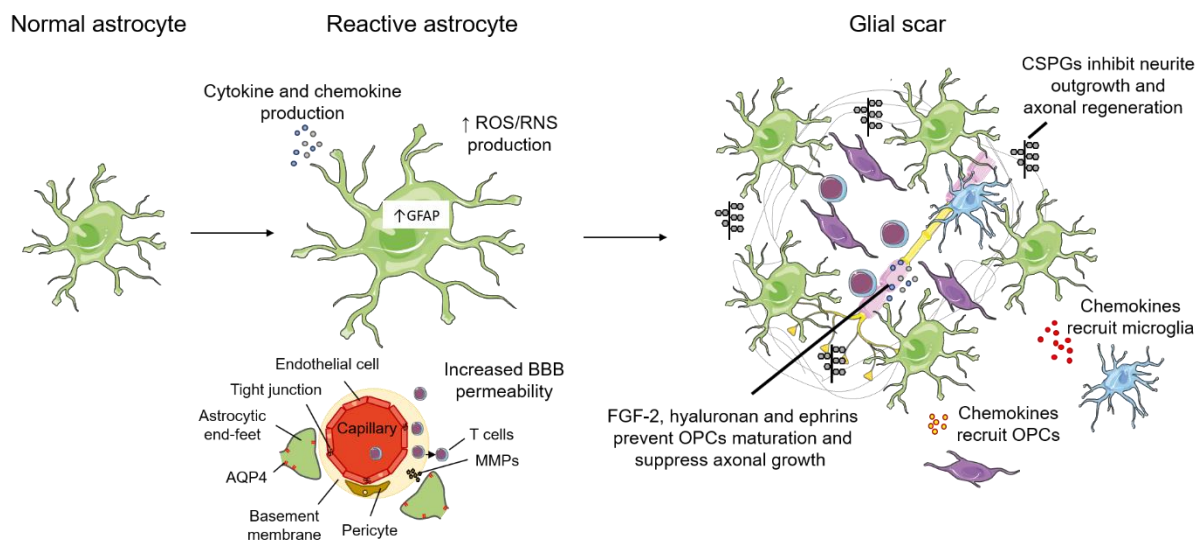 Normal astrocyte
Reactive astrocyte
Glial scar
Cytokine and chemokine
production
↑ ROS/RNS
production
↑GFAP
CSPGs inhibit neurite
outgrowth and
axonal regeneration
Chemokines
recruit microglia
Chemokines
recruit OPCs
FGF-2, hyaluronan and ephrins
prevent OPCs maturation and
suppress axonal growth
Endothelial cell
Tight junction
Astrocytic
end-feet
AQP4
Basement
membrane
Pericyte
Capillary
Increased BBB
permeability
T cells
MMPs